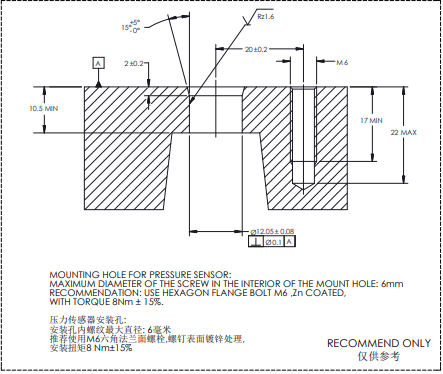 +5°
15° -0°
Rz1.6
20±0.2
2±0.2
M 6
A
10.5 MIN
17 MIN
22 MAX
Ø12.05±0.08
⊥ Ø0.1 A
MOUNTING HOLE FOR PRESSURE SENSOR:
MAXIMUM DIAMETER OF THE SCREW IN THE INTERIOR OF THE MOUNT HOLE: 6mm
RECOMMENDATION: USE HEXAGON FLANGE BOLT M6 ,Zn COATED,
WITH TORQUE 8Nm ± 15%.
压力传感器安装孔:
安装孔内螺纹最大直径: 6毫米
推荐使用M6六角法兰面螺栓,螺钉表面镀锌处理,
安装扭矩8 Nm±15%
RECOMMEND ONLY
仅供参考